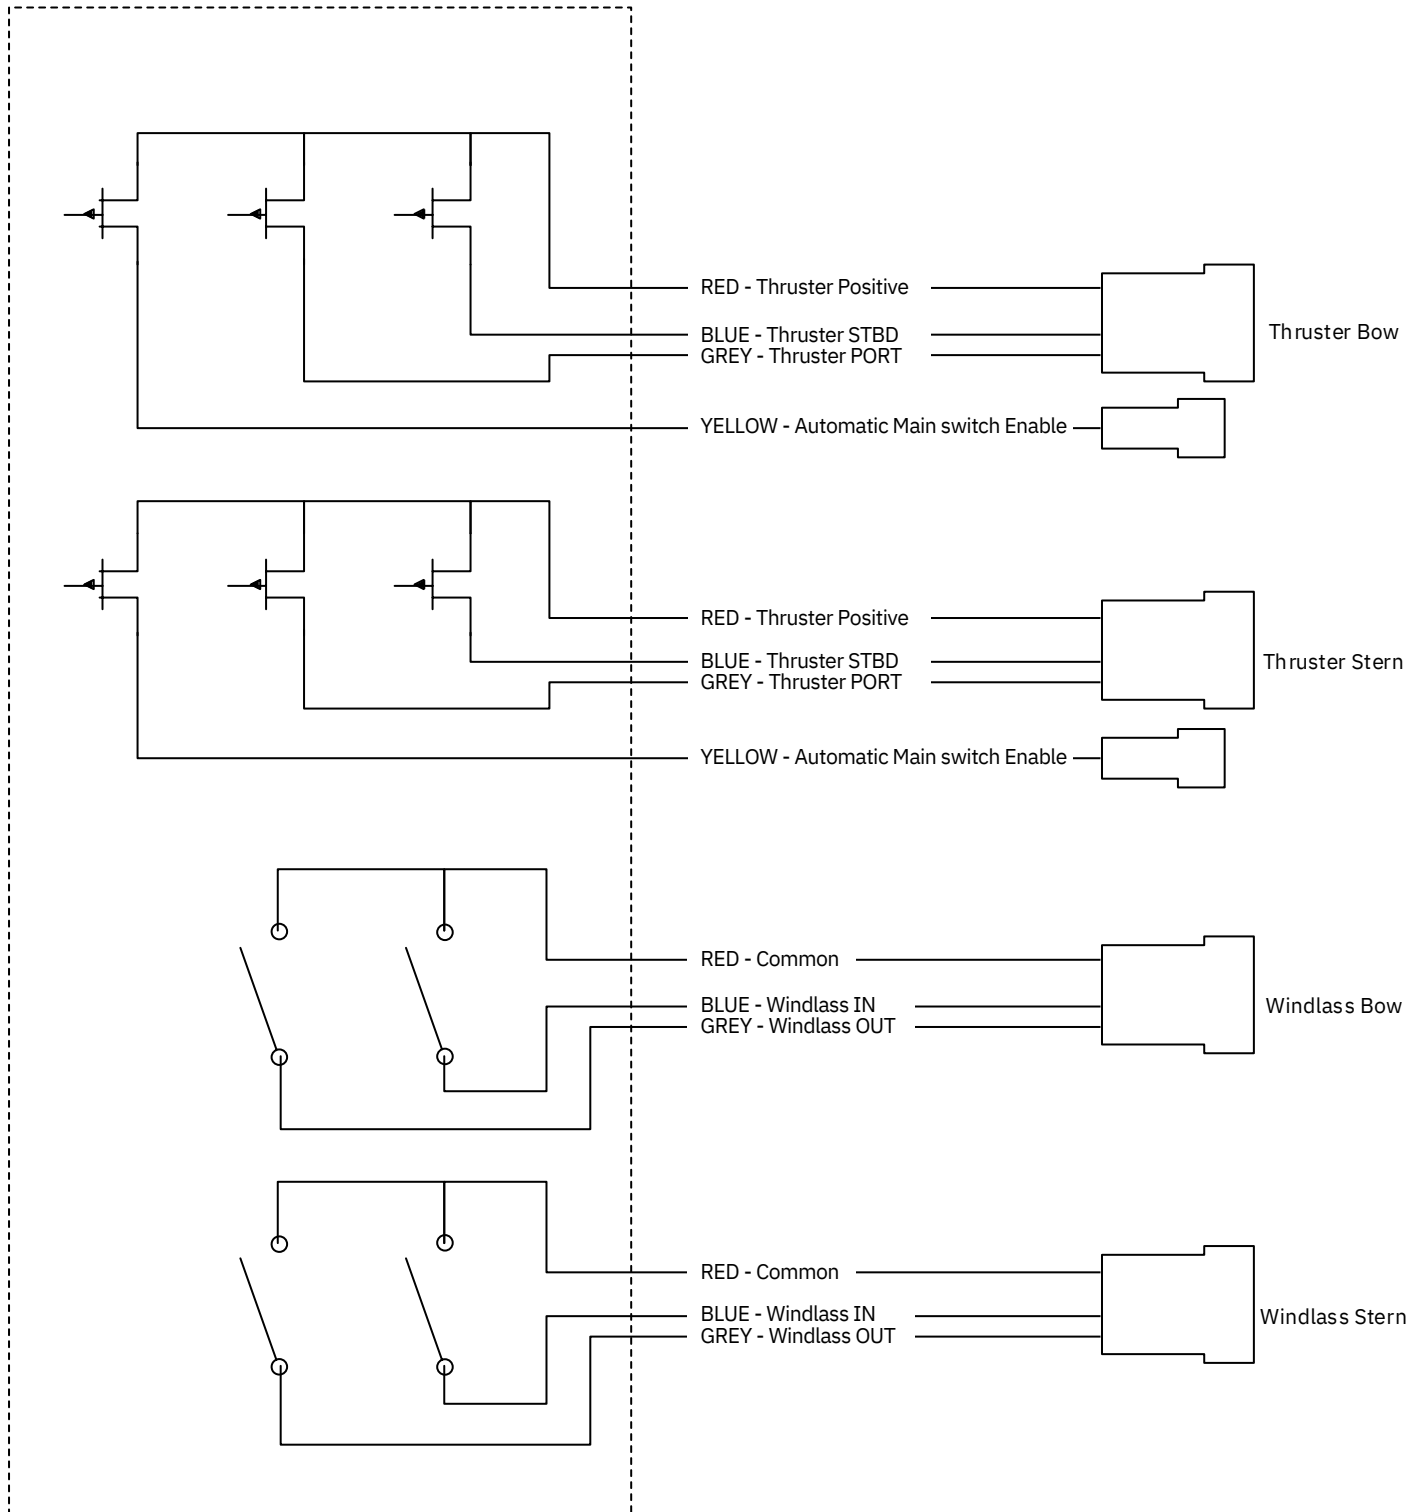 RED - Thruster Positive
BLUE - Thruster STBD
GREY - Thruster PORT
Thruster Bow
YELLOW - Automatic Main switch Enable
RED - Thruster Positive
BLUE - Thruster STBD
GREY - Thruster PORT
Thruster Stern
YELLOW - Automatic Main switch Enable
RED - Common
BLUE - Windlass IN
GREY - Windlass OUT
Windlass Bow
RED - Common
BLUE - Windlass IN
GREY - Windlass OUT
Windlass Stern